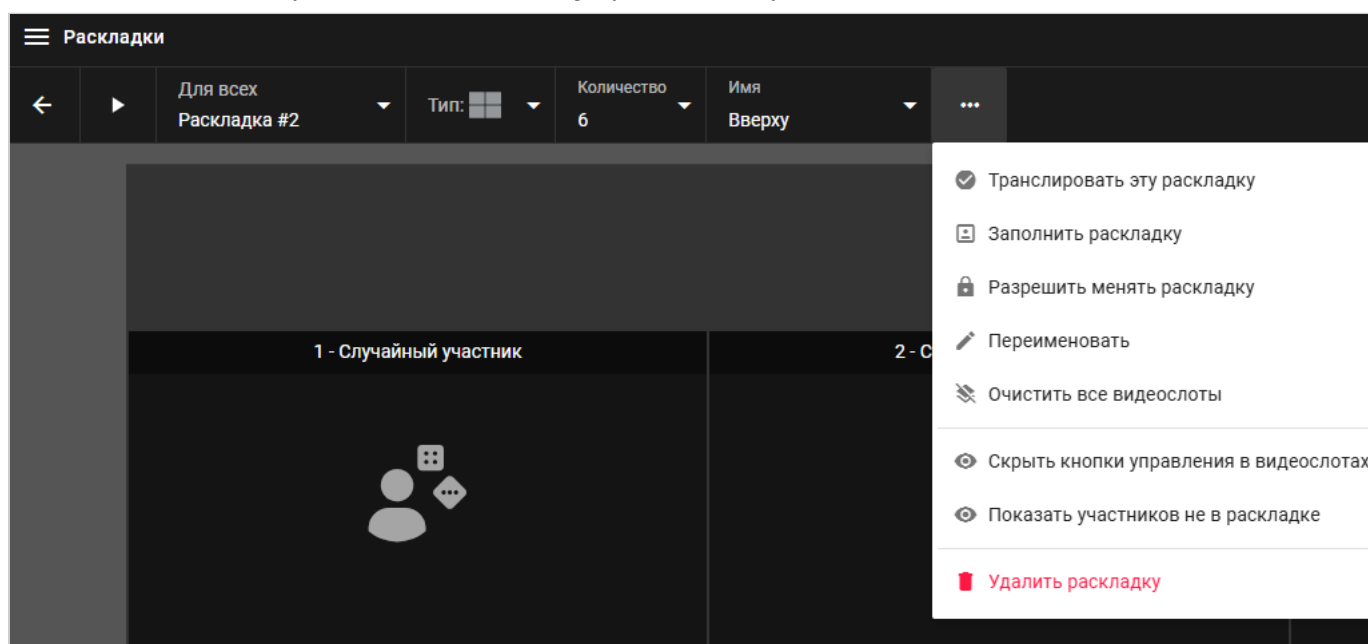 Раскладки
Для всех
Раскладка #2
Тип:
Количество
6
Имя
Вверху
Транслировать эту раскладку
Заполнить раскладку
Разрешить менять раскладку
Переименовать
Очистить все видеослоты
Скрыть кнопки управления в видеослотах
Показать участников не в раскладке
Удалить раскладку
1 - Случайный участник
2 - С